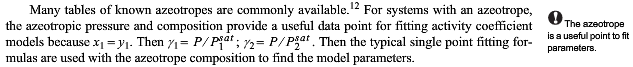 Many tables of known azeotropes are commonly available.¹² For systems with an azeotrope,
the azeotropic pressure and composition provide a useful data point for fitting activity coefficient
models because x₁ = y₁. Then γ₁ = P/P₁ˢᵃᵗ ; γ₂ = P/P₂ˢᵃᵗ. Then the typical single point fitting for-
mulas are used with the azeotrope composition to find the model parameters.
The azeotrope
is a useful point to fit
parameters.